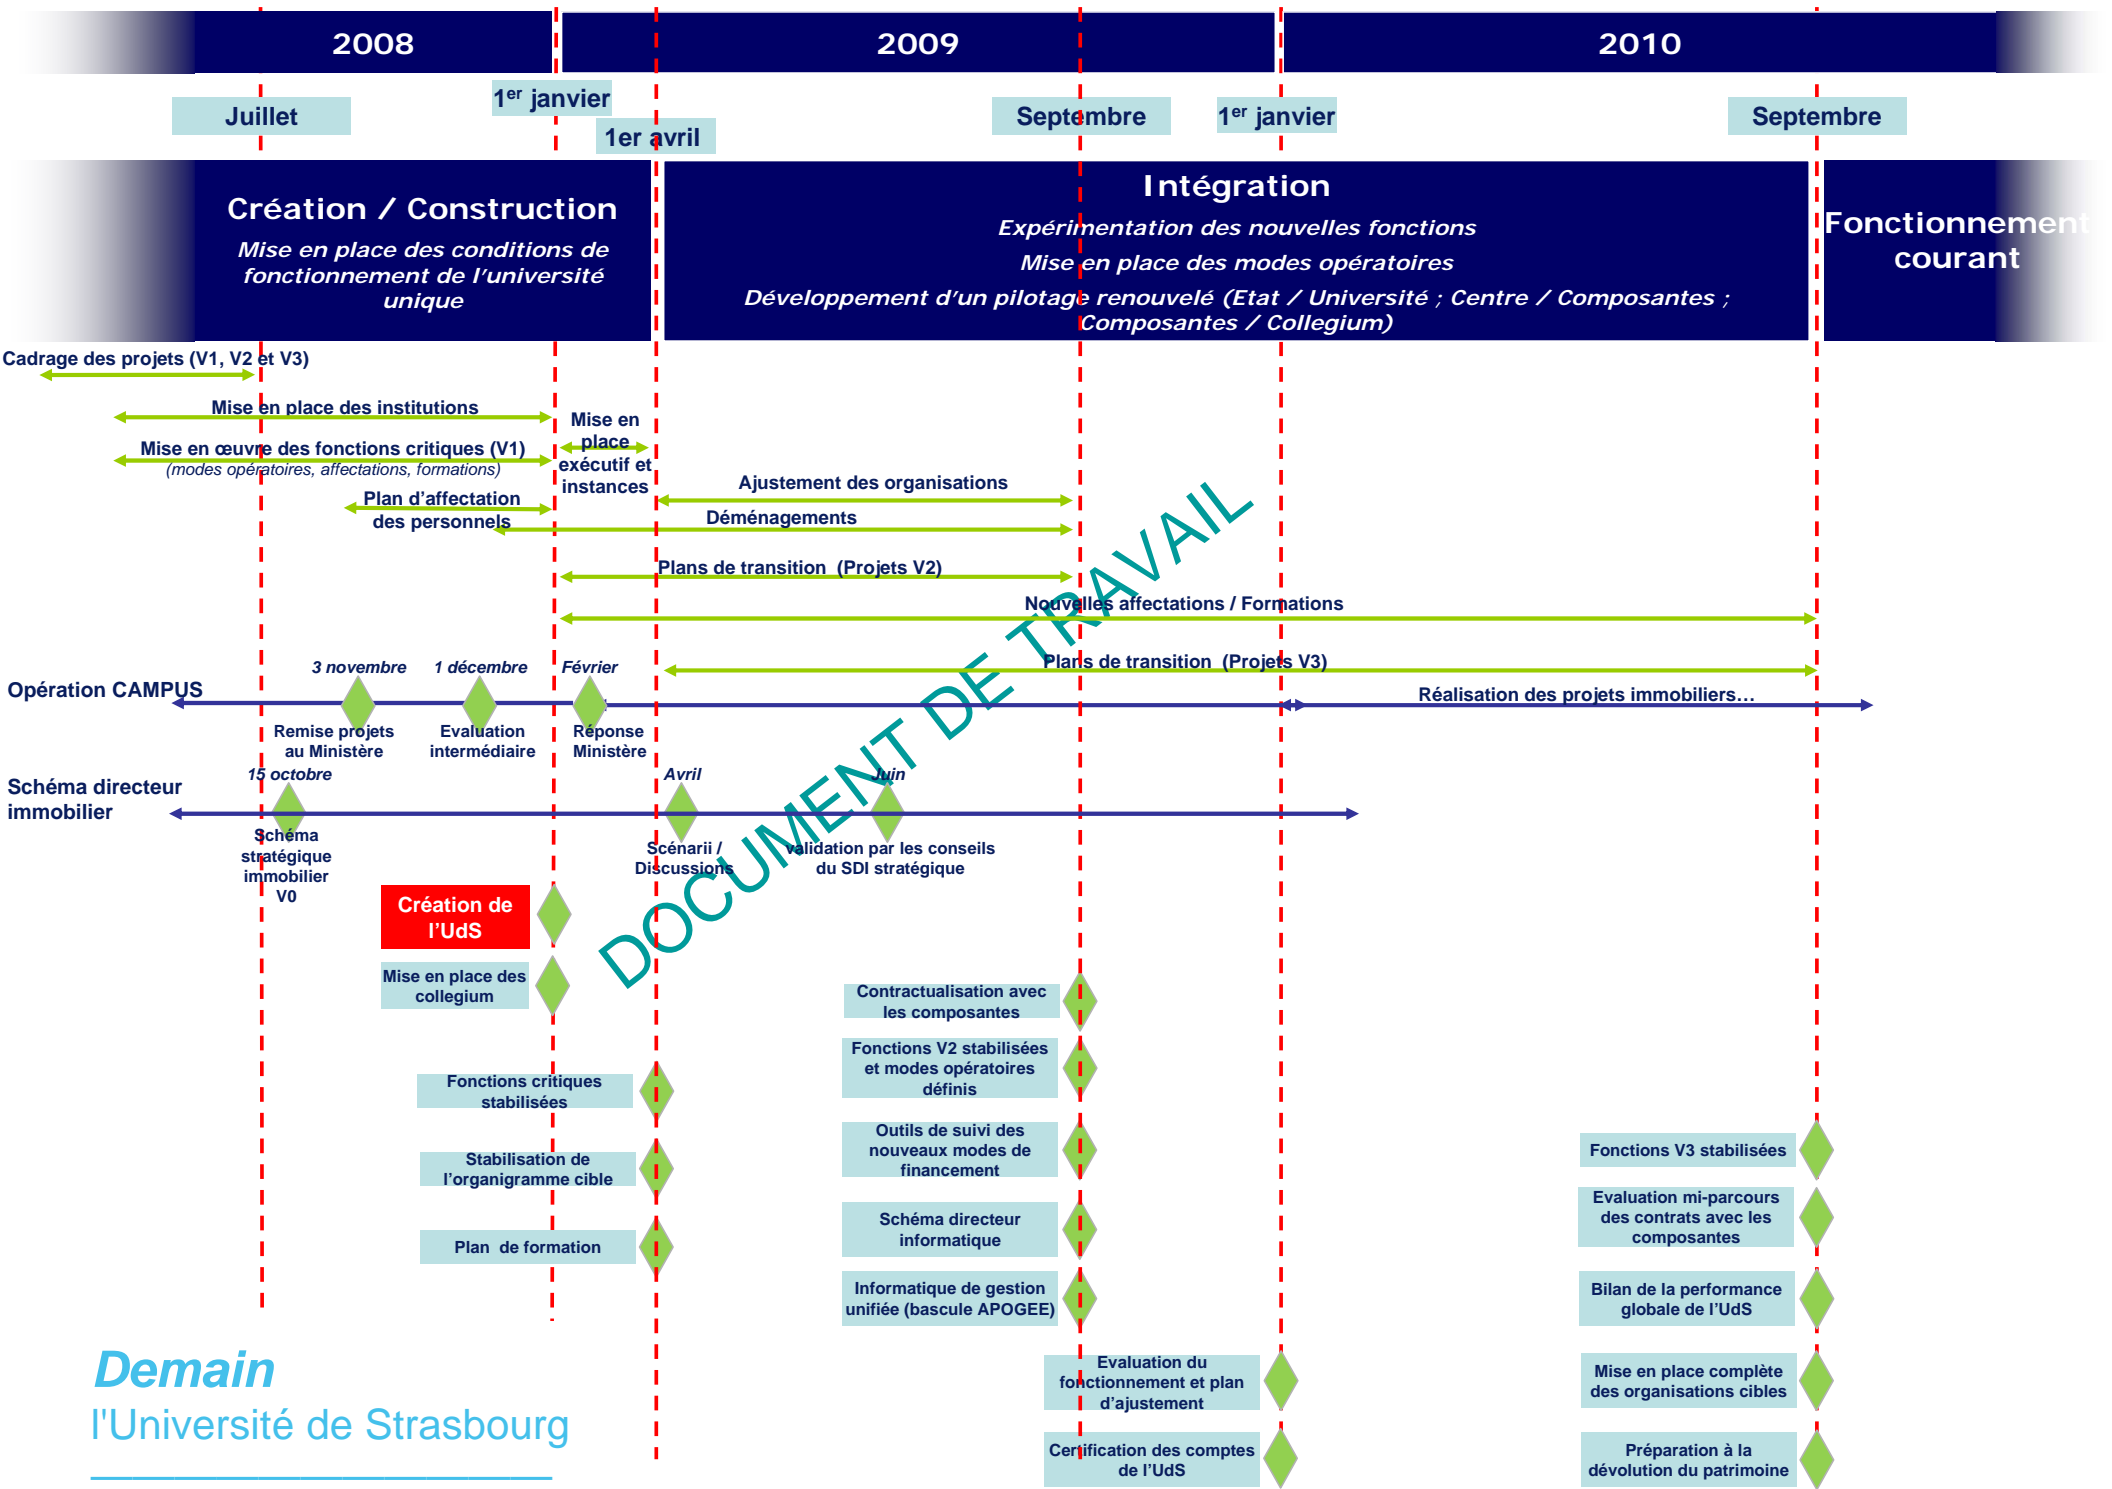 2008
2009
2010
Juillet
1er janvier
1er avril
Septembre
1er janvier
Septembre
Création / Construction
Mise en place des conditions de
fonctionnement de l'université
unique
Intégration
Expérimentation des nouvelles fonctions
Mise en place des modes opératoires
Développement d'un pilotage renouvelé (Etat / Université ; Centre / Composantes ;
Composantes / Collegium)
Fonctionnement
courant
Cadrage des projets (V1, V2 et V3)
Mise en place des institutions
Mise en œuvre des fonctions critiques (V1)
(modes opératoires, affectations, formations)
Mise en
place
exécutif et
instances
Plan d'affectation
des personnels
Ajustement des organisations
Déménagements
Plans de transition  (Projets V2)
Nouvelles affectations / Formations
Plans de transition  (Projets V3)
DOCUMENT DE TRAVAIL
Opération CAMPUS
3 novembre
1 décembre
Février
Remise projets
au Ministère
Evaluation
intermédiaire
Réponse
Ministère
Réalisation des projets immobiliers…
Schéma directeur
immobilier
15 octobre
Avril
Juin
Schéma
stratégique
immobilier
V0
Scénarii /
Discussions
validation par les conseils
du SDI stratégique
Création de
l'UdS
Mise en place des
collegium
Fonctions critiques
stabilisées
Stabilisation de
l'organigramme cible
Plan  de formation
Contractualisation avec
les composantes
Fonctions V2 stabilisées
et modes opératoires
définis
Outils de suivi des
nouveaux modes de
financement
Schéma directeur
informatique
Informatique de gestion
unifiée (bascule APOGEE)
Evaluation du
fonctionnement et plan
d'ajustement
Certification des comptes
de l'UdS
Fonctions V3 stabilisées
Evaluation mi-parcours
des contrats avec les
composantes
Bilan de la performance
globale de l'UdS
Mise en place complète
des organisations cibles
Préparation à la
dévolution du patrimoine
Demain
l'Université de Strasbourg